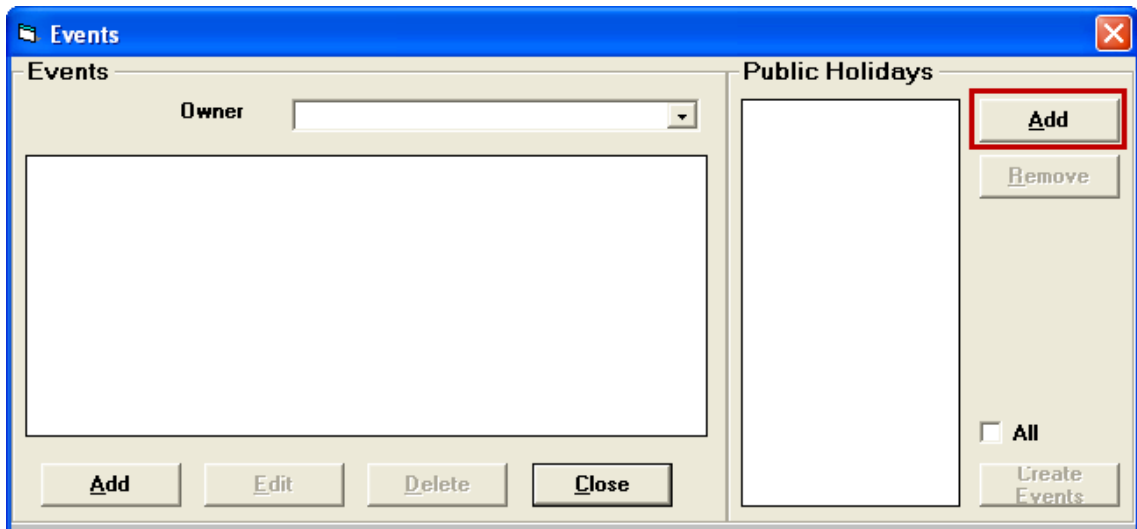 Events
Events
Owner
Add
Edit
Delete
Close
Public Holidays
Add
Remove
All
Create
Events